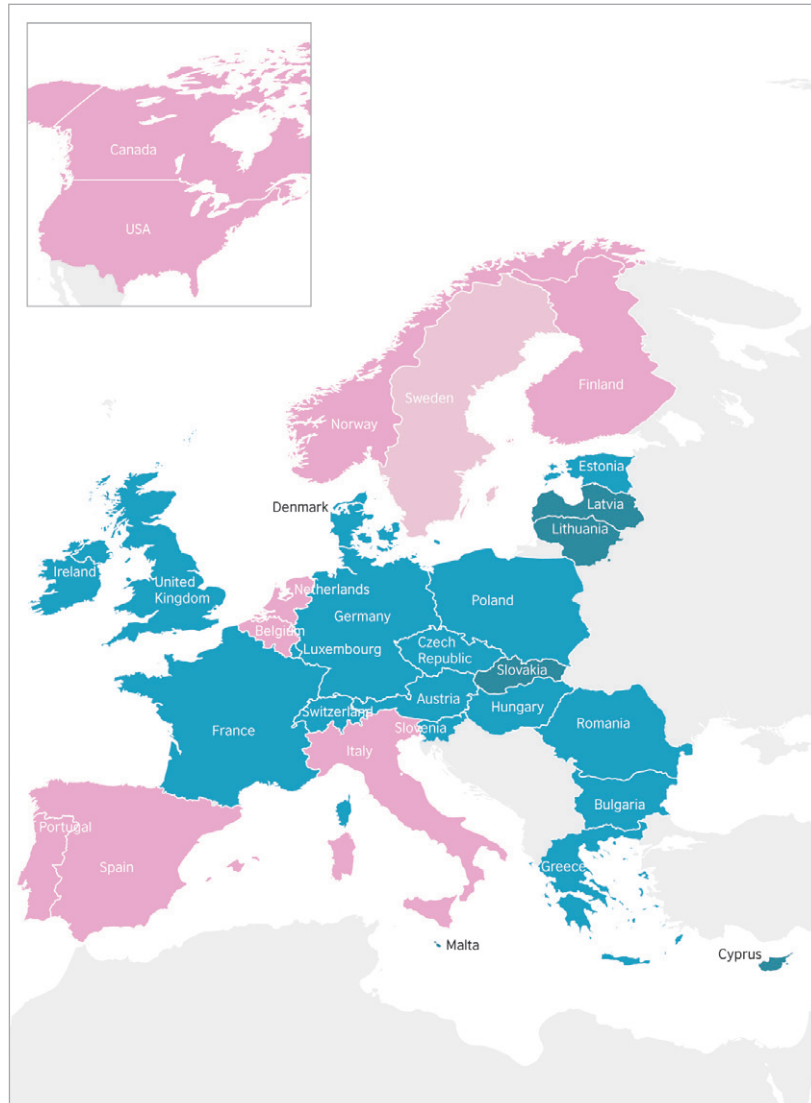 Canada
USA
Sweden
Finland
Norway
Estonia
Denmark
Latvia
Lithuania
Ireland
United
Kingdom
Netherlands
Germany
Poland
Belgium
Luxembourg
Czech
Republic
Slovakia
Austria
Switzerland
Hungary
France
Slovenia
Romania
Italy
Bulgaria
Portugal
Spain
Greece
Malta
Cyprus